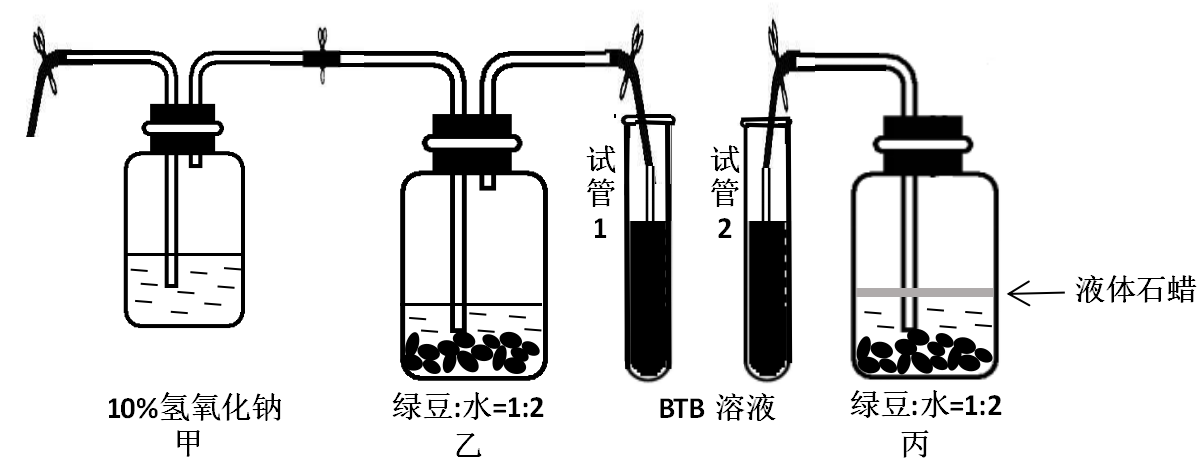 试管1
试管2
液体石蜡
10%氢氧化钠
甲
绿豆:水=1:2
乙
BTB 溶液
绿豆:水=1:2
丙